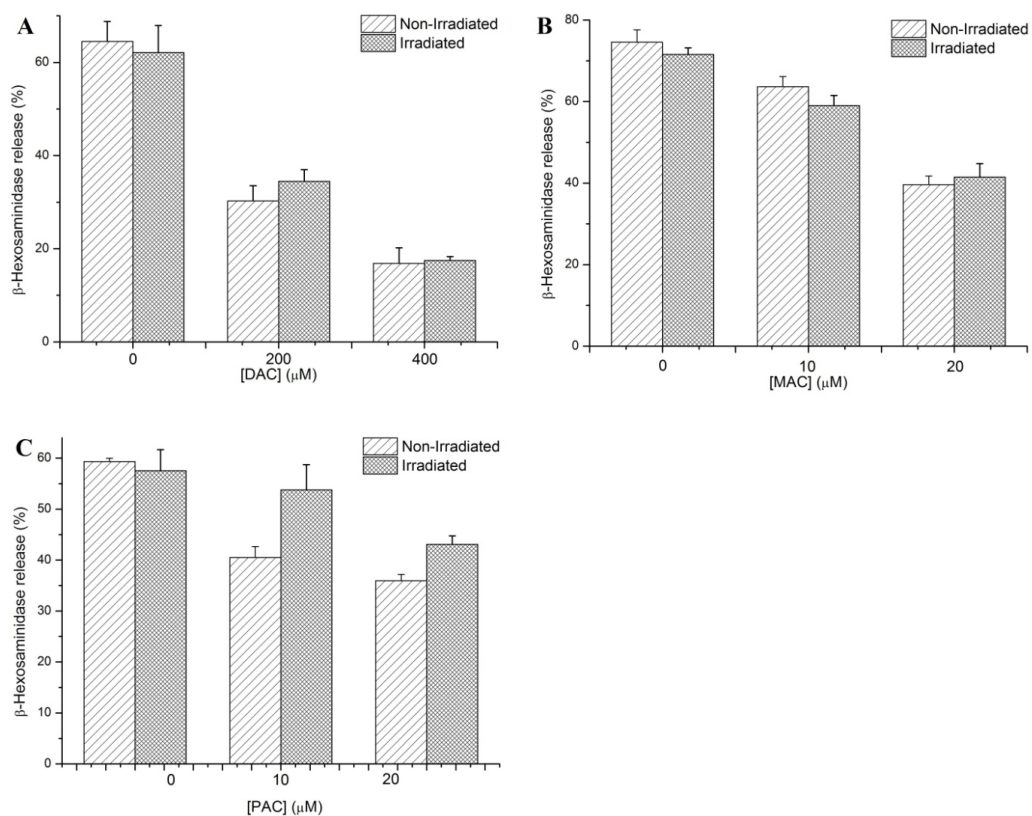 A
Non-Irradiated
Irradiated
β-Hexosaminidase release (%)
60
40
20
0
0 200 400
[DAC] (μM)
B
Non-Irradiated
Irradiated
β-Hexosaminidase release (%)
80
60
40
20
0
0 10 20
[MAC] (μM)
C
Non-Irradiated
Irradiated
β-Hexosaminidase release (%)
60
50
40
30
20
10
0
0 10 20
[PAC] (μM)